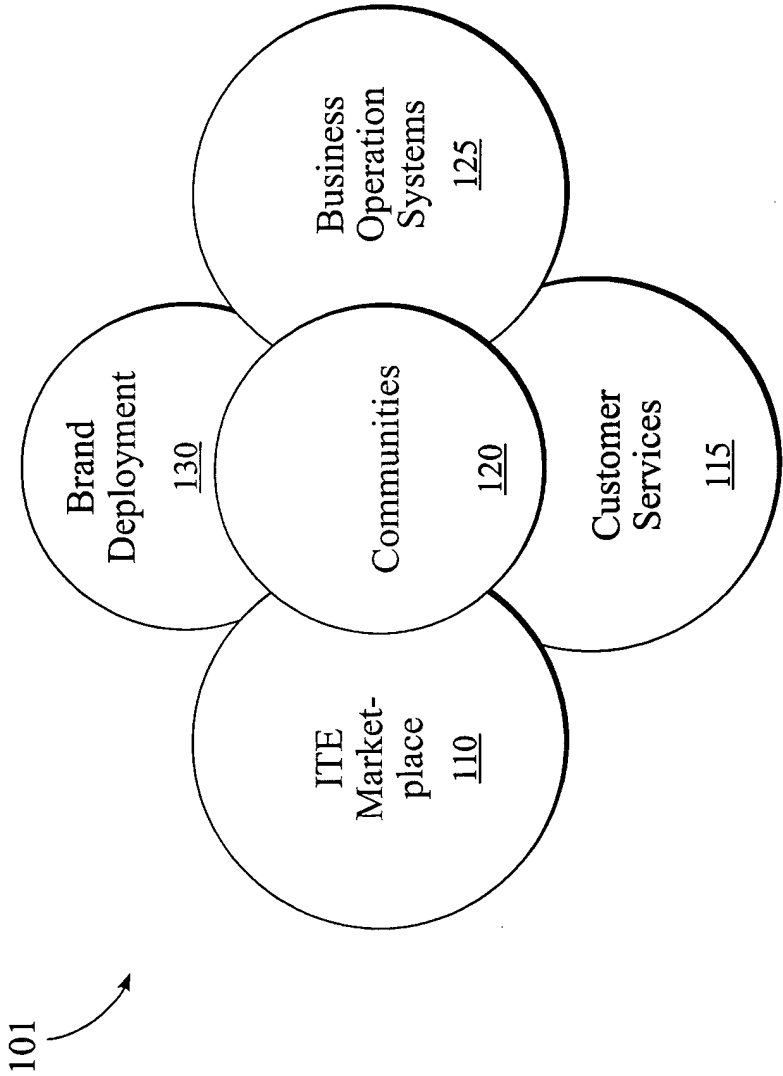 101
Brand
Deployment
130
ITE
Market-
place
110
Communities
120
Business
Operation
Systems
125
Customer
Services
115